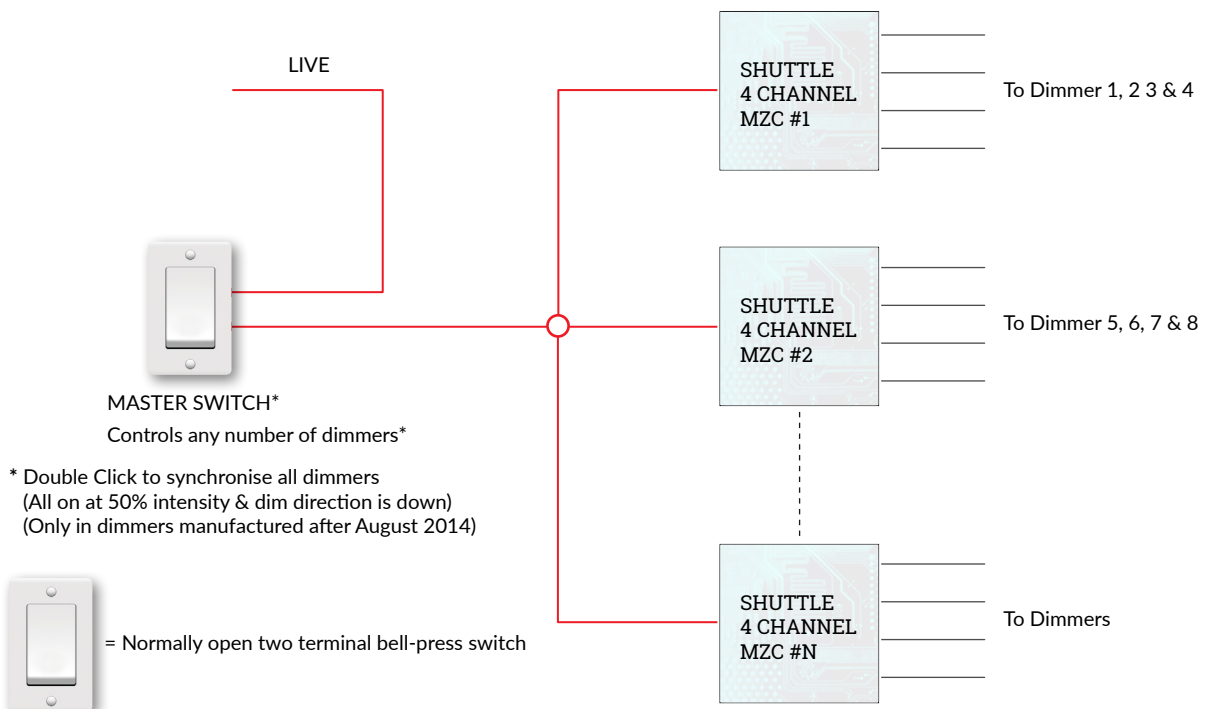 LIVE
SHUTTLE
4 CHANNEL
MZC #1
To Dimmer 1, 2 3 & 4
SHUTTLE
4 CHANNEL
MZC #2
To Dimmer 5, 6, 7 & 8
MASTER SWITCH*
Controls any number of dimmers*
* Double Click to synchronise all dimmers
(All on at 50% intensity & dim direction is down)
(Only in dimmers manufactured after August 2014)
SHUTTLE
4 CHANNEL
MZC #N
To Dimmers
= Normally open two terminal bell-press switch